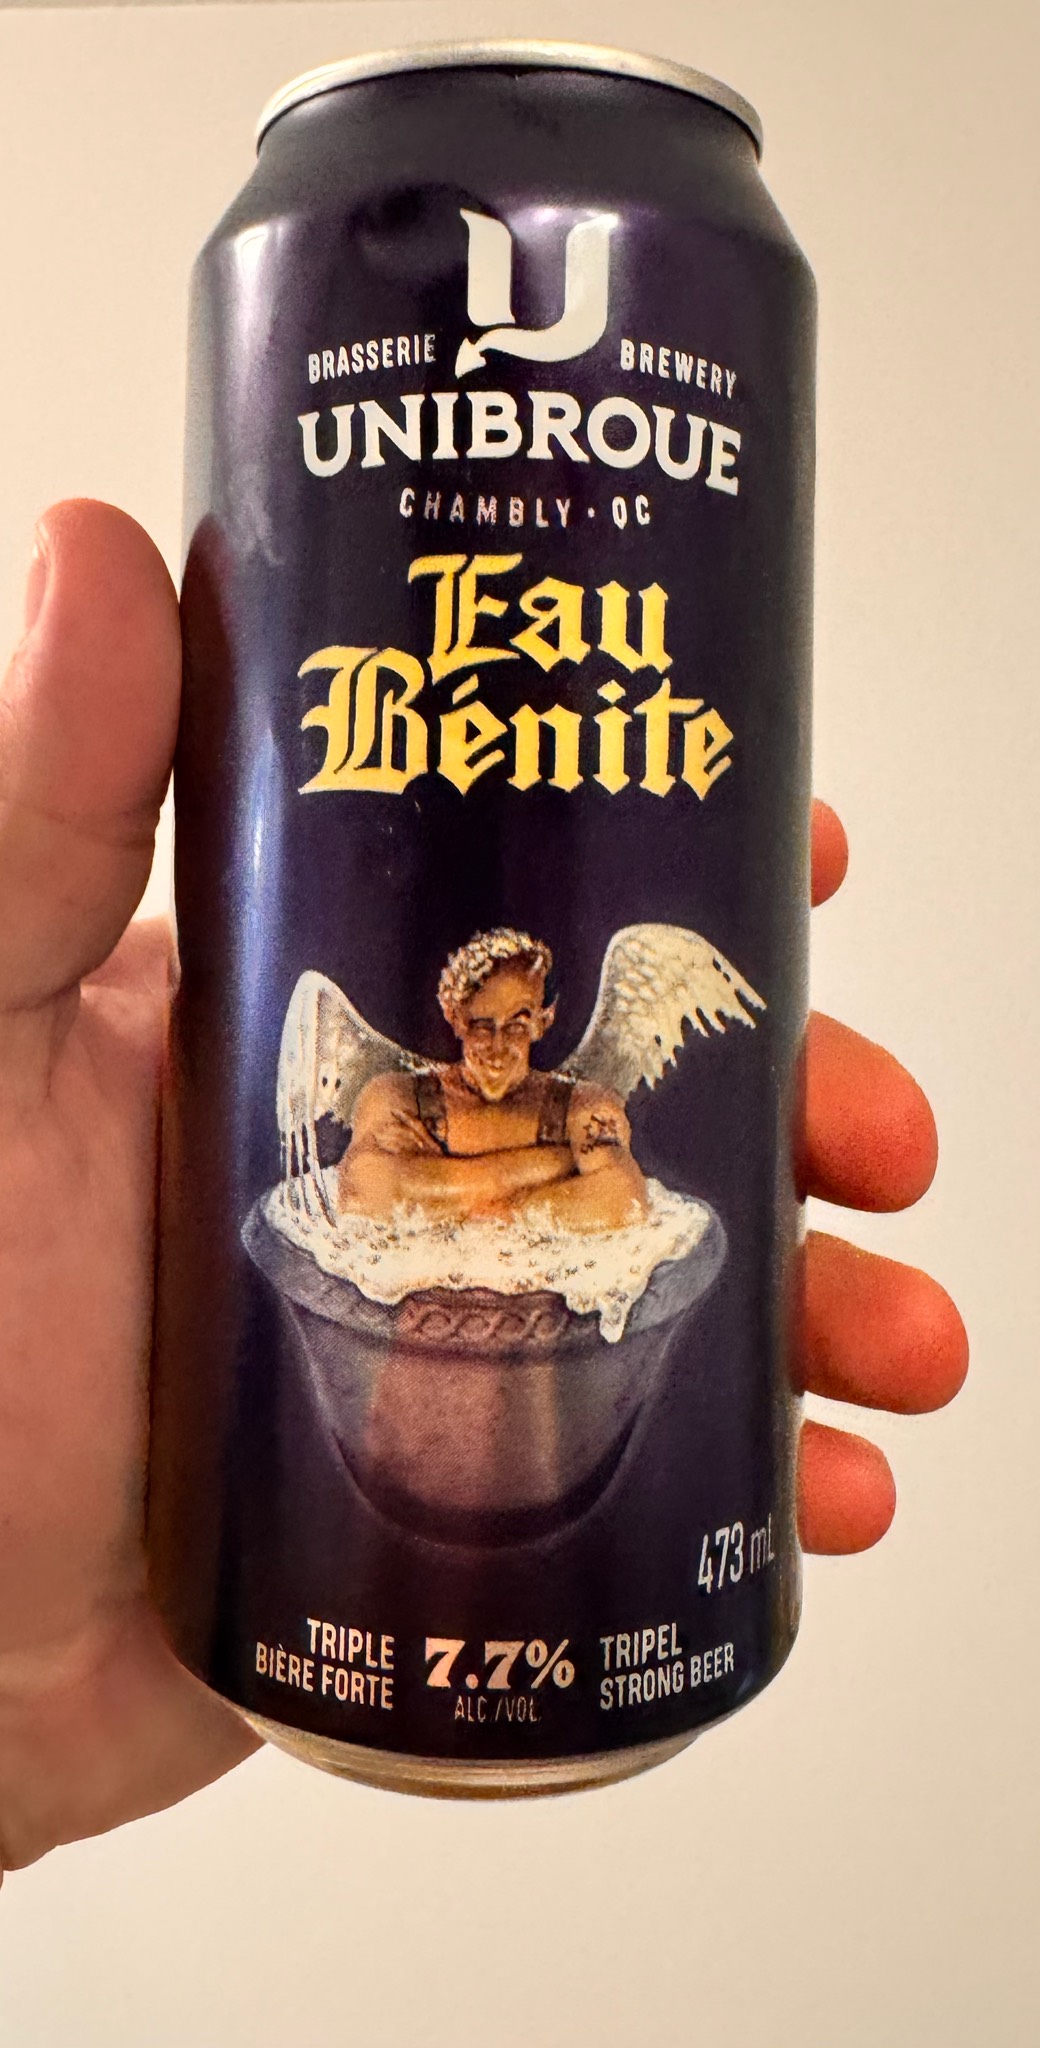 U
BRASSERIE BREWERY
UNIBROUE
CHAMBLY · QC
Eau
Bénite
473 mL
TRIPLE
BIÈRE FORTE
7.7%
ALC./VOL.
TRIPEL
STRONG BEER